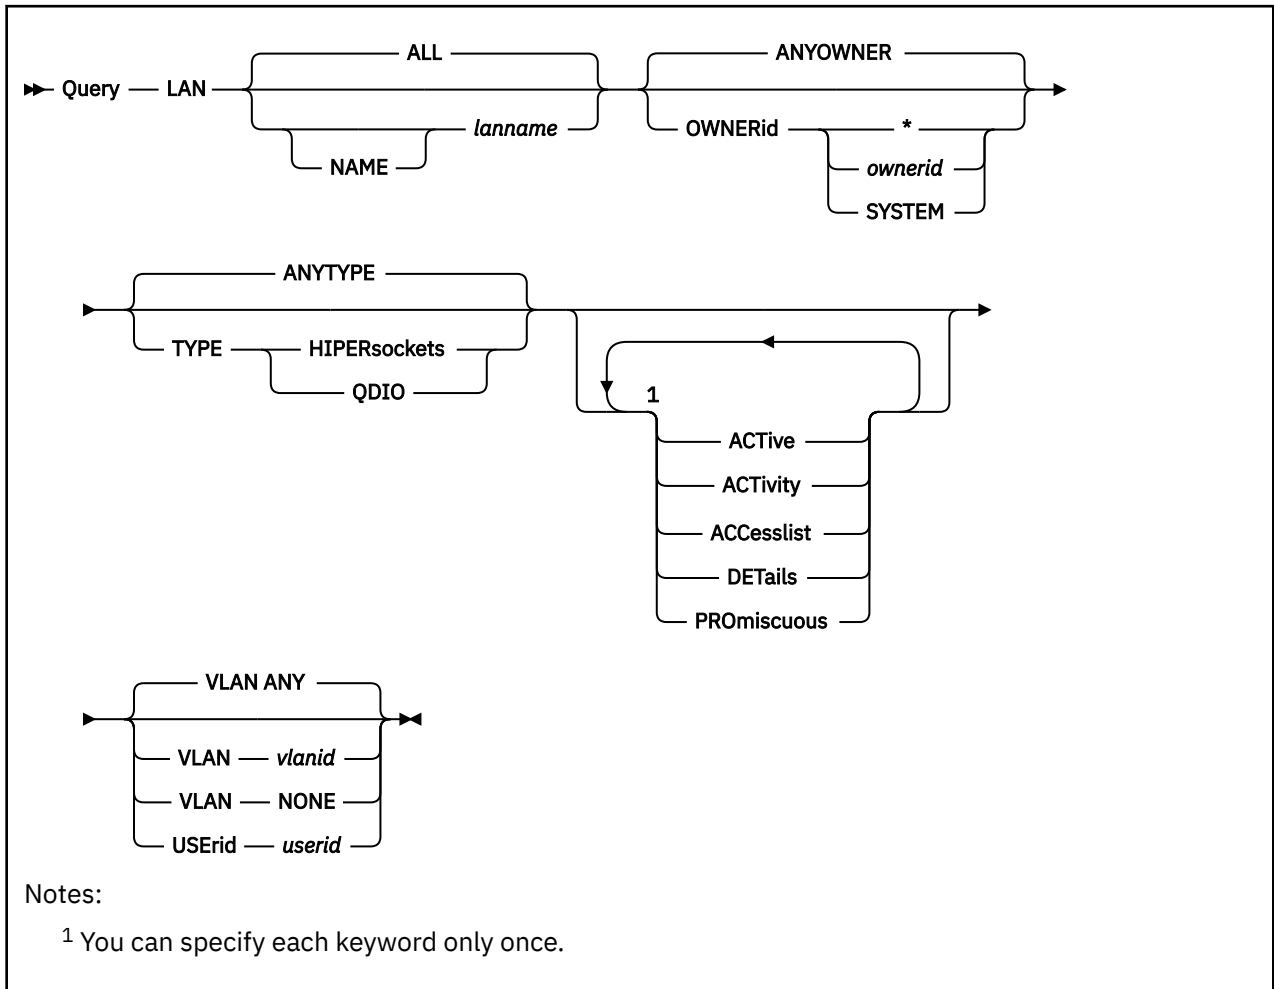 ALL
ANYOWNER
Query LAN
lanname
OWNERid
*
NAME
ownerid
SYSTEM
ANYTYPE
TYPE
HIPERsockets
QDIO
1
ACTive
ACTivity
ACCesslist
DETails
PROmiscuous
VLAN ANY
VLAN vlanid
VLAN NONE
USErid userid
Notes:
1 You can specify each keyword only once.